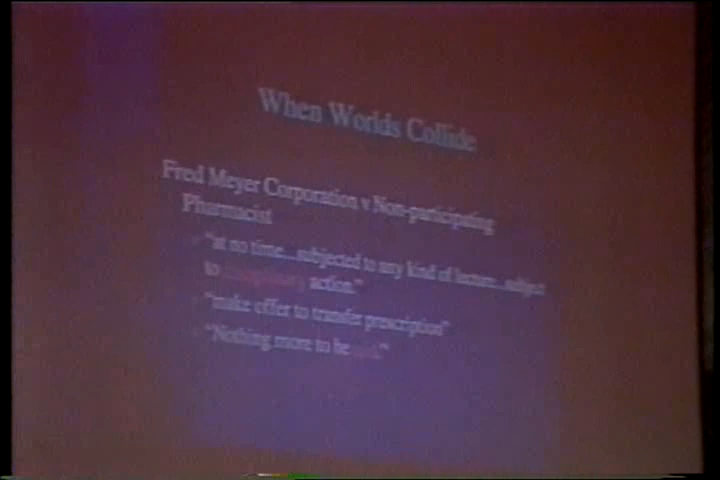 When Worlds Collide
Fred Meyer Corporation v Non-participating
Pharmacist
"at no time...subjected to any kind of lecture...subject
to action."
"make offer to transfer prescription"
"Nothing more to be "